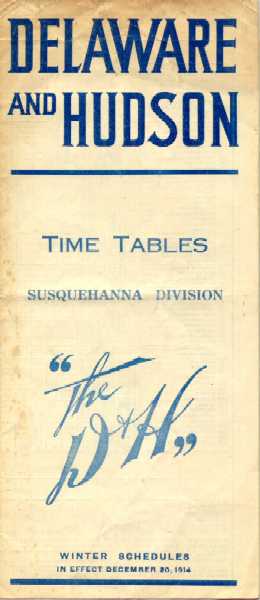 DELAWARE
AND HUDSON
TIME TABLES
SUSQUEHANNA DIVISION
"The
D & H"
WINTER SCHEDULES
IN EFFECT DECEMBER 20, 1914